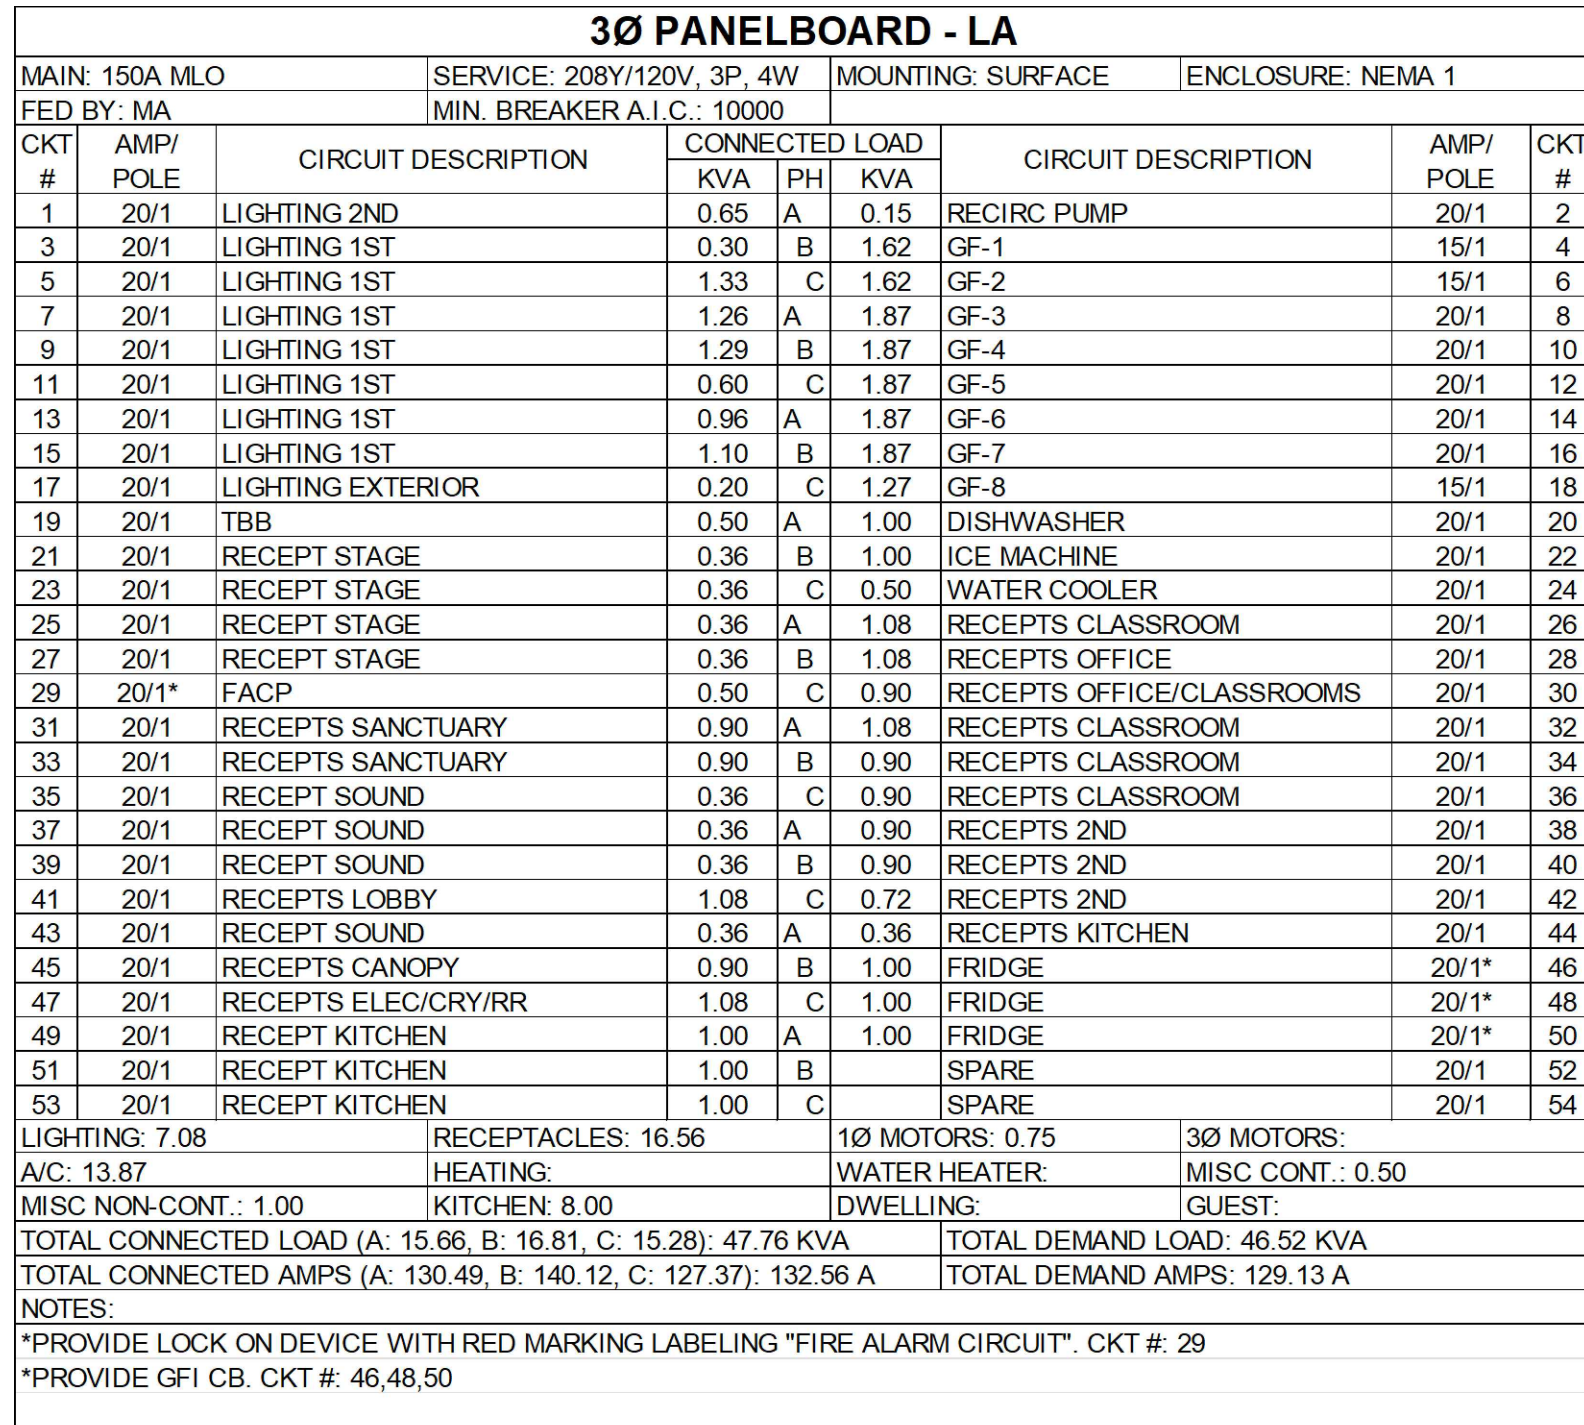 3Ø PANELBOARD - LA
MAIN: 150A MLO SERVICE: 208Y/120V, 3P, 4W MOUNTING: SURFACE ENCLOSURE: NEMA 1
FED BY: MA MIN. BREAKER A.I.C.: 10000
CKT # AMP/ POLE CIRCUIT DESCRIPTION CONNECTED LOAD CIRCUIT DESCRIPTION AMP/ POLE CKT #
KVA PH KVA
1 20/1 LIGHTING 2ND 0.65 A 0.15 RECIRC PUMP 20/1 2
3 20/1 LIGHTING 1ST 0.30 B 1.62 GF-1 15/1 4
5 20/1 LIGHTING 1ST 1.33 C 1.62 GF-2 15/1 6
7 20/1 LIGHTING 1ST 1.26 A 1.87 GF-3 20/1 8
9 20/1 LIGHTING 1ST 1.29 B 1.87 GF-4 20/1 10
11 20/1 LIGHTING 1ST 0.60 C 1.87 GF-5 20/1 12
13 20/1 LIGHTING 1ST 0.96 A 1.87 GF-6 20/1 14
15 20/1 LIGHTING 1ST 1.10 B 1.87 GF-7 20/1 16
17 20/1 LIGHTING EXTERIOR 0.20 C 1.27 GF-8 15/1 18
19 20/1 TBB 0.50 A 1.00 DISHWASHER 20/1 20
21 20/1 RECEPT STAGE 0.36 B 1.00 ICE MACHINE 20/1 22
23 20/1 RECEPT STAGE 0.36 C 0.50 WATER COOLER 20/1 24
25 20/1 RECEPT STAGE 0.36 A 1.08 RECEPTS CLASSROOM 20/1 26
27 20/1 RECEPT STAGE 0.36 B 1.08 RECEPTS OFFICE 20/1 28
29 20/1* FACP 0.50 C 0.90 RECEPTS OFFICE/CLASSROOMS 20/1 30
31 20/1 RECEPTS SANCTUARY 0.90 A 1.08 RECEPTS CLASSROOM 20/1 32
33 20/1 RECEPTS SANCTUARY 0.90 B 0.90 RECEPTS CLASSROOM 20/1 34
35 20/1 RECEPT SOUND 0.36 C 0.90 RECEPTS CLASSROOM 20/1 36
37 20/1 RECEPT SOUND 0.36 A 0.90 RECEPTS 2ND 20/1 38
39 20/1 RECEPT SOUND 0.36 B 0.90 RECEPTS 2ND 20/1 40
41 20/1 RECEPTS LOBBY 1.08 C 0.72 RECEPTS 2ND 20/1 42
43 20/1 RECEPT SOUND 0.36 A 0.36 RECEPTS KITCHEN 20/1 44
45 20/1 RECEPTS CANOPY 0.90 B 1.00 FRIDGE 20/1* 46
47 20/1 RECEPTS ELEC/CRY/RR 1.08 C 1.00 FRIDGE 20/1* 48
49 20/1 RECEPT KITCHEN 1.00 A 1.00 FRIDGE 20/1* 50
51 20/1 RECEPT KITCHEN 1.00 B SPARE 20/1 52
53 20/1 RECEPT KITCHEN 1.00 C SPARE 20/1 54
LIGHTING: 7.08 RECEPTACLES: 16.56 1Ø MOTORS: 0.75 3Ø MOTORS:
A/C: 13.87 HEATING: WATER HEATER: MISC CONT.: 0.50
MISC NON-CONT.: 1.00 KITCHEN: 8.00 DWELLING: GUEST:
TOTAL CONNECTED LOAD (A: 15.66, B: 16.81, C: 15.28): 47.76 KVA TOTAL DEMAND LOAD: 46.52 KVA
TOTAL CONNECTED AMPS (A: 130.49, B: 140.12, C: 127.37): 132.56 A TOTAL DEMAND AMPS: 129.13 A
NOTES:
*PROVIDE LOCK ON DEVICE WITH RED MARKING LABELING "FIRE ALARM CIRCUIT". CKT #: 29
*PROVIDE GFI CB. CKT #: 46,48,50